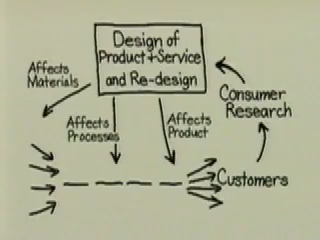 Design of
Product+Service
and Re-design
Affects
Materials
Affects
Processes
Affects
Product
Consumer
Research
Customers